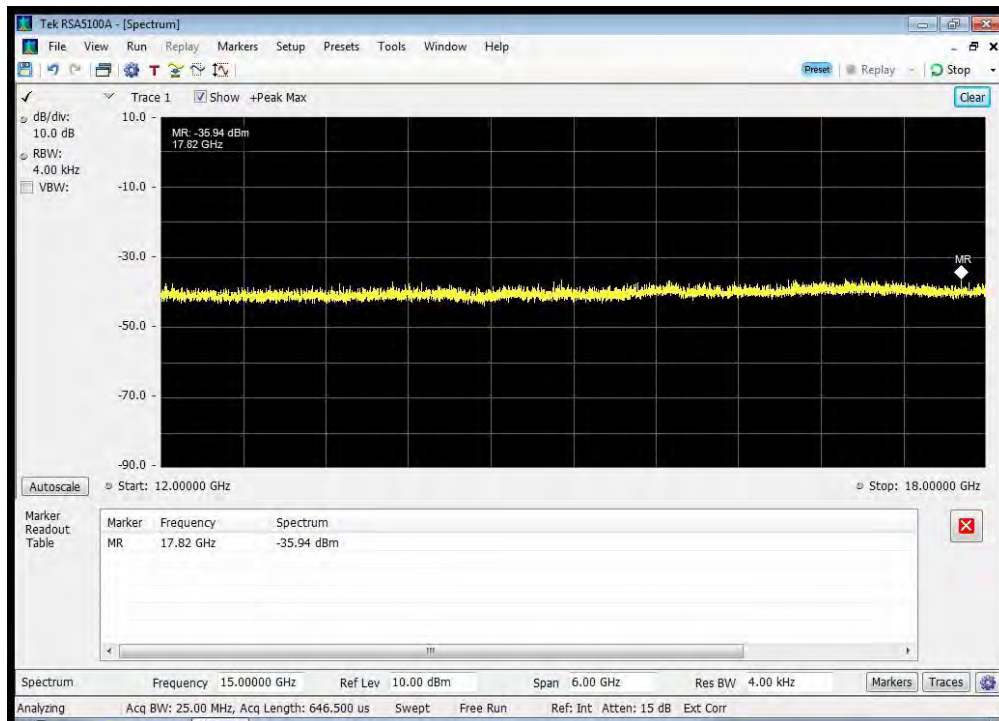 Tek RSA5100A - [Spectrum]
File View Run Replay Markers Setup Presets Tools Window Help
T
Preset Replay Stop
Trace 1 Show +Peak Max Clear
dB/div:
10.0 dB
RBW:
4.00 kHz
VBW:
10.0
-10.0
-30.0
-50.0
-70.0
-90.0
MR: -35.94 dBm
17.82 GHz
MR
Autoscale Start: 12.00000 GHz Stop: 18.00000 GHz
Marker
Readout
Table
Marker Frequency Spectrum
MR 17.82 GHz -35.94 dBm
Spectrum Frequency 15.00000 GHz Ref Lev 10.00 dBm Span 6.00 GHz Res BW 4.00 kHz Markers Traces
Analyzing Acq BW: 25.00 MHz, Acq Length: 646.500 us Swept Free Run Ref: Int Atten: 15 dB Ext Corr